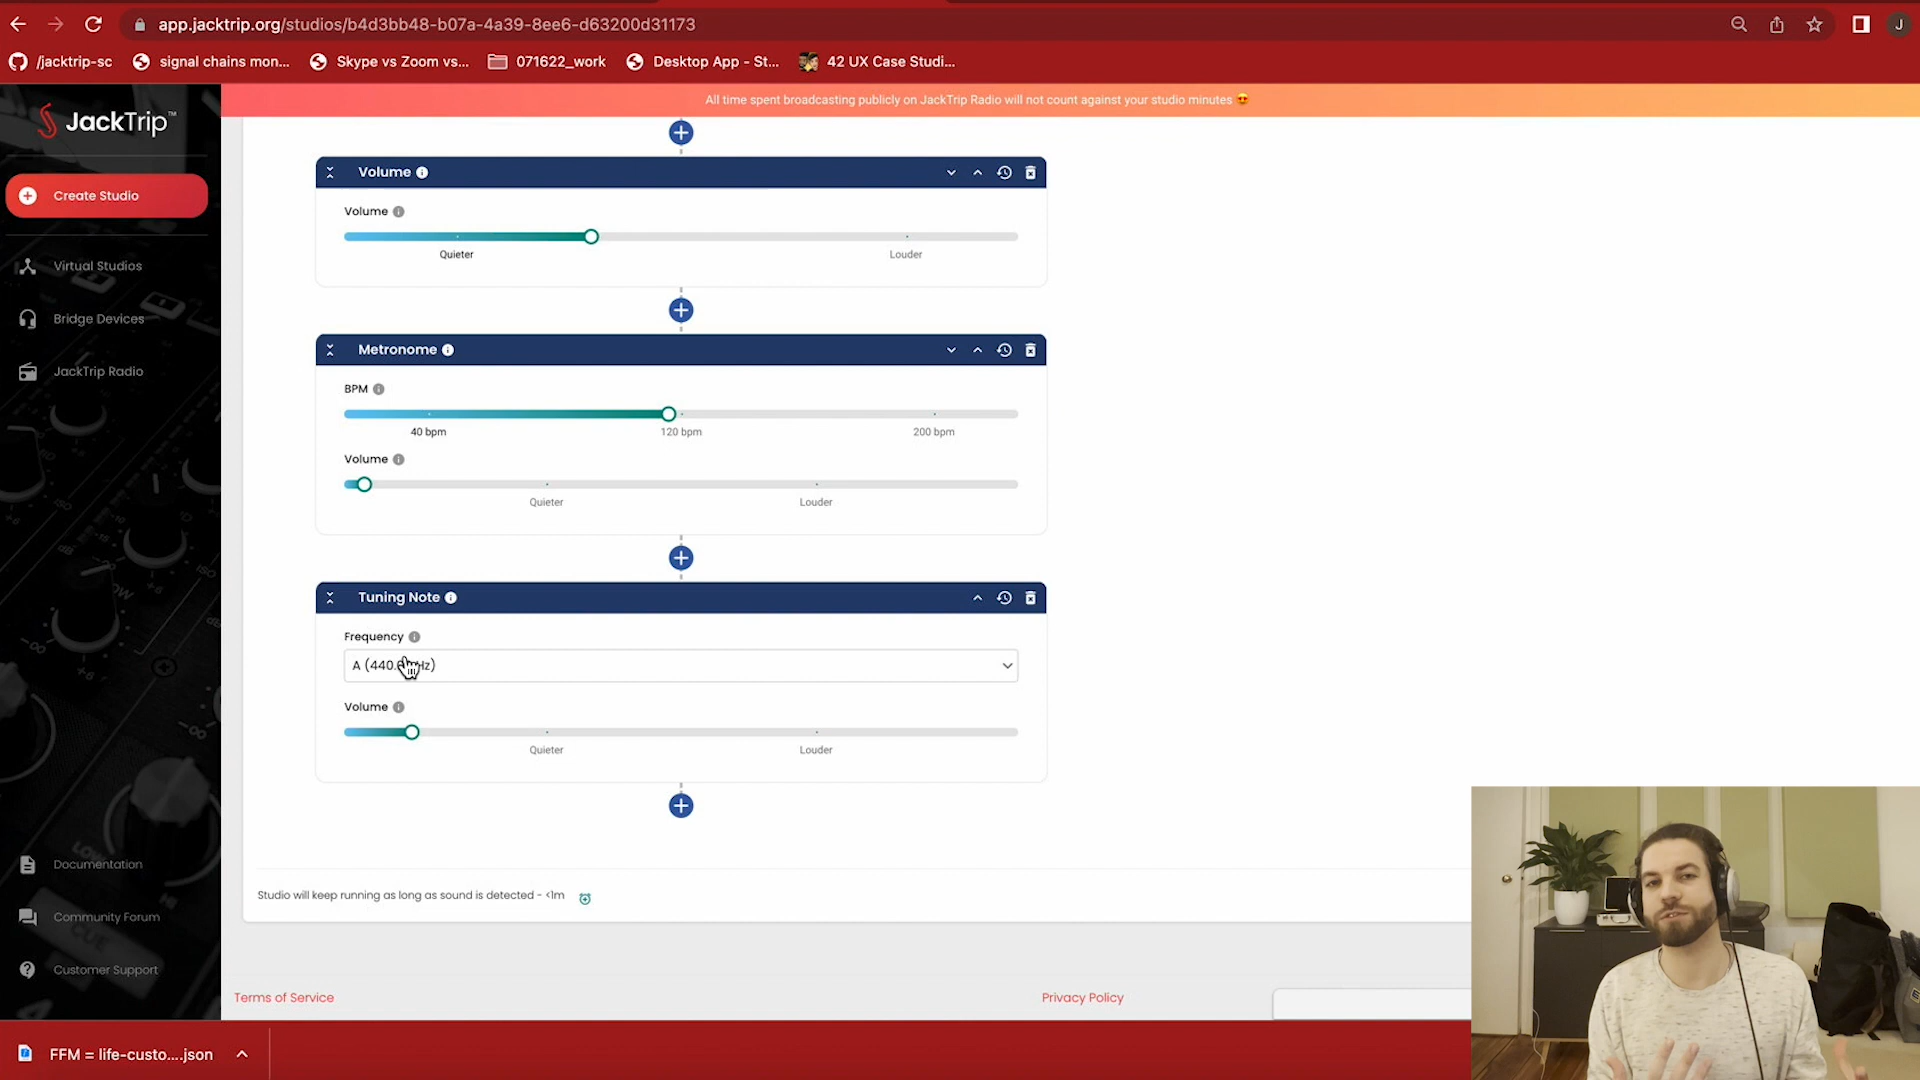 app.jacktrip.org/studios/b4d3bb48-b07a-4a39-8ee6-d63200d31173
J
/jacktrip-sc
signal chains mon...
Skype vs Zoom vs...
071622_work
Desktop App - St...
42 UX Case Studi...
JackTrip™
All time spent broadcasting publicly on JackTrip Radio will not count against your studio minutes 😍
Create Studio
Virtual Studios
Bridge Devices
JackTrip Radio
Documentation
Community Forum
Customer Support
Volume
Volume
Quieter
Louder
Metronome
BPM
40 bpm
120 bpm
200 bpm
Volume
Quieter
Louder
Tuning Note
Frequency
A (440. Hz)
Volume
Quieter
Louder
Studio will keep running as long as sound is detected - <1m
Terms of Service
Privacy Policy
FFM = life-custo....json